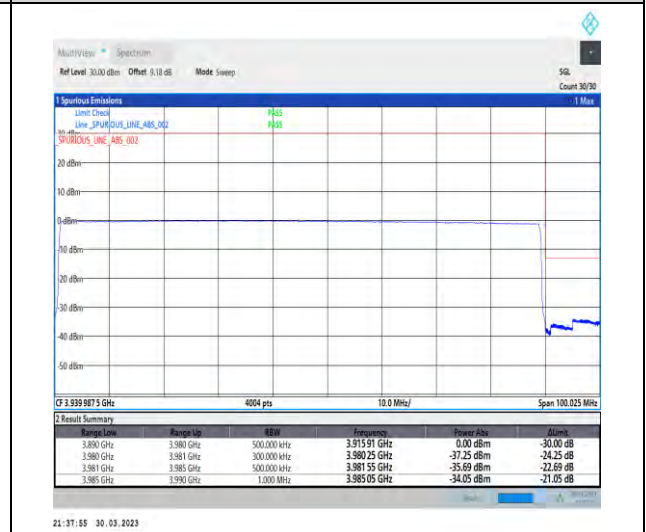 MultiView Spectrum
Ref Level 30.00 dBm Offset 9.18 dB Mode Sweep SGL
Count 30/30
1 Spurious Emissions 1 Max
Limit Check PASS
Line _SPURIOUS_LINE_ABS_002 PASS
_SPURIOUS_LINE_ABS_002
20 dBm
10 dBm
0 dBm
-10 dBm
-20 dBm
-30 dBm
-40 dBm
-50 dBm
CF 3.939 987 5 GHz 4004 pts 10.0 MHz/ Span 100.025 MHz
2 Result Summary
Range Low Range Up RBW Frequency Power Abs ΔLimit
3.890 GHz 3.980 GHz 500.000 kHz 3.915 91 GHz 0.00 dBm -30.00 dB
3.980 GHz 3.981 GHz 300.000 kHz 3.980 25 GHz -37.25 dBm -24.25 dB
3.981 GHz 3.985 GHz 500.000 kHz 3.981 55 GHz -35.69 dBm -22.69 dB
3.985 GHz 3.990 GHz 1.000 MHz 3.985 05 GHz -34.05 dBm -21.05 dB
21:37:55 30.03.2023